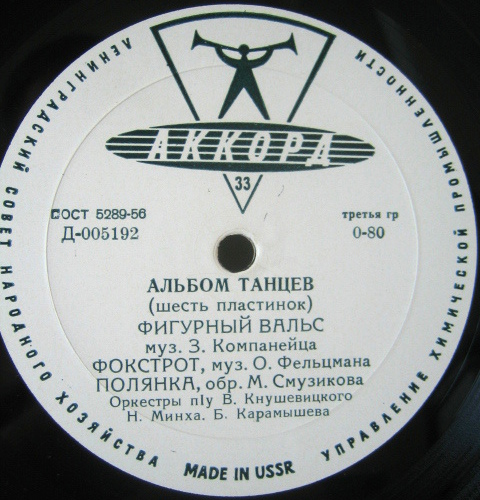 ЛЕНИНГРАДСКИЙ СОВЕТ НАРОДНОГО ХОЗЯЙСТВА
УПРАВЛЕНИЕ ХИМИЧЕСКОЙ ПРОМЫШЛЕННОСТИ
АККОРД
33
ГОСТ 5289-56
третья гр
Д-005192
0-80
АЛЬБОМ ТАНЦЕВ
(шесть пластинок)
ФИГУРНЫЙ ВАЛЬС
муз. З. Компанейца
ФОКСТРОТ, муз. О. Фельцмана
ПОЛЯНКА, обр. М. Смузикова
Оркестры п/у В. Кнушевицкого
Н. Минха. Б. Карамышева
MADE IN USSR